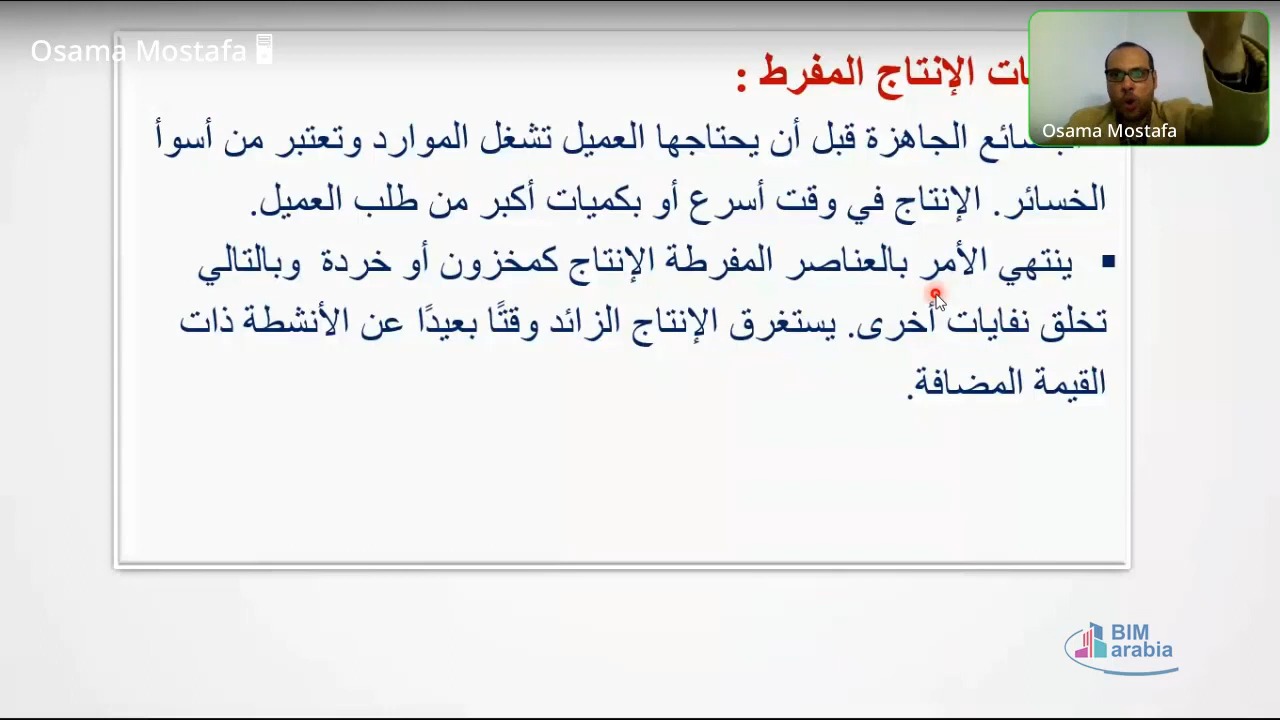 Osama Mostafa
الإنتاج المفرط :
Osama Mostafa
الجاهزة قبل أن يحتاجها العميل تشغل الموارد وتعتبر من أسوأ
الخسائر. الإنتاج في وقت أسرع أو بكميات أكبر من طلب العميل.
▪ ينتهي الأمر بالعناصر المفرطة الإنتاج كمخزون أو خردة وبالتالي
تخلق نفايات أخرى. يستغرق الإنتاج الزائد وقتًا بعيدًا عن الأنشطة ذات
القيمة المضافة.
BIM
arabia